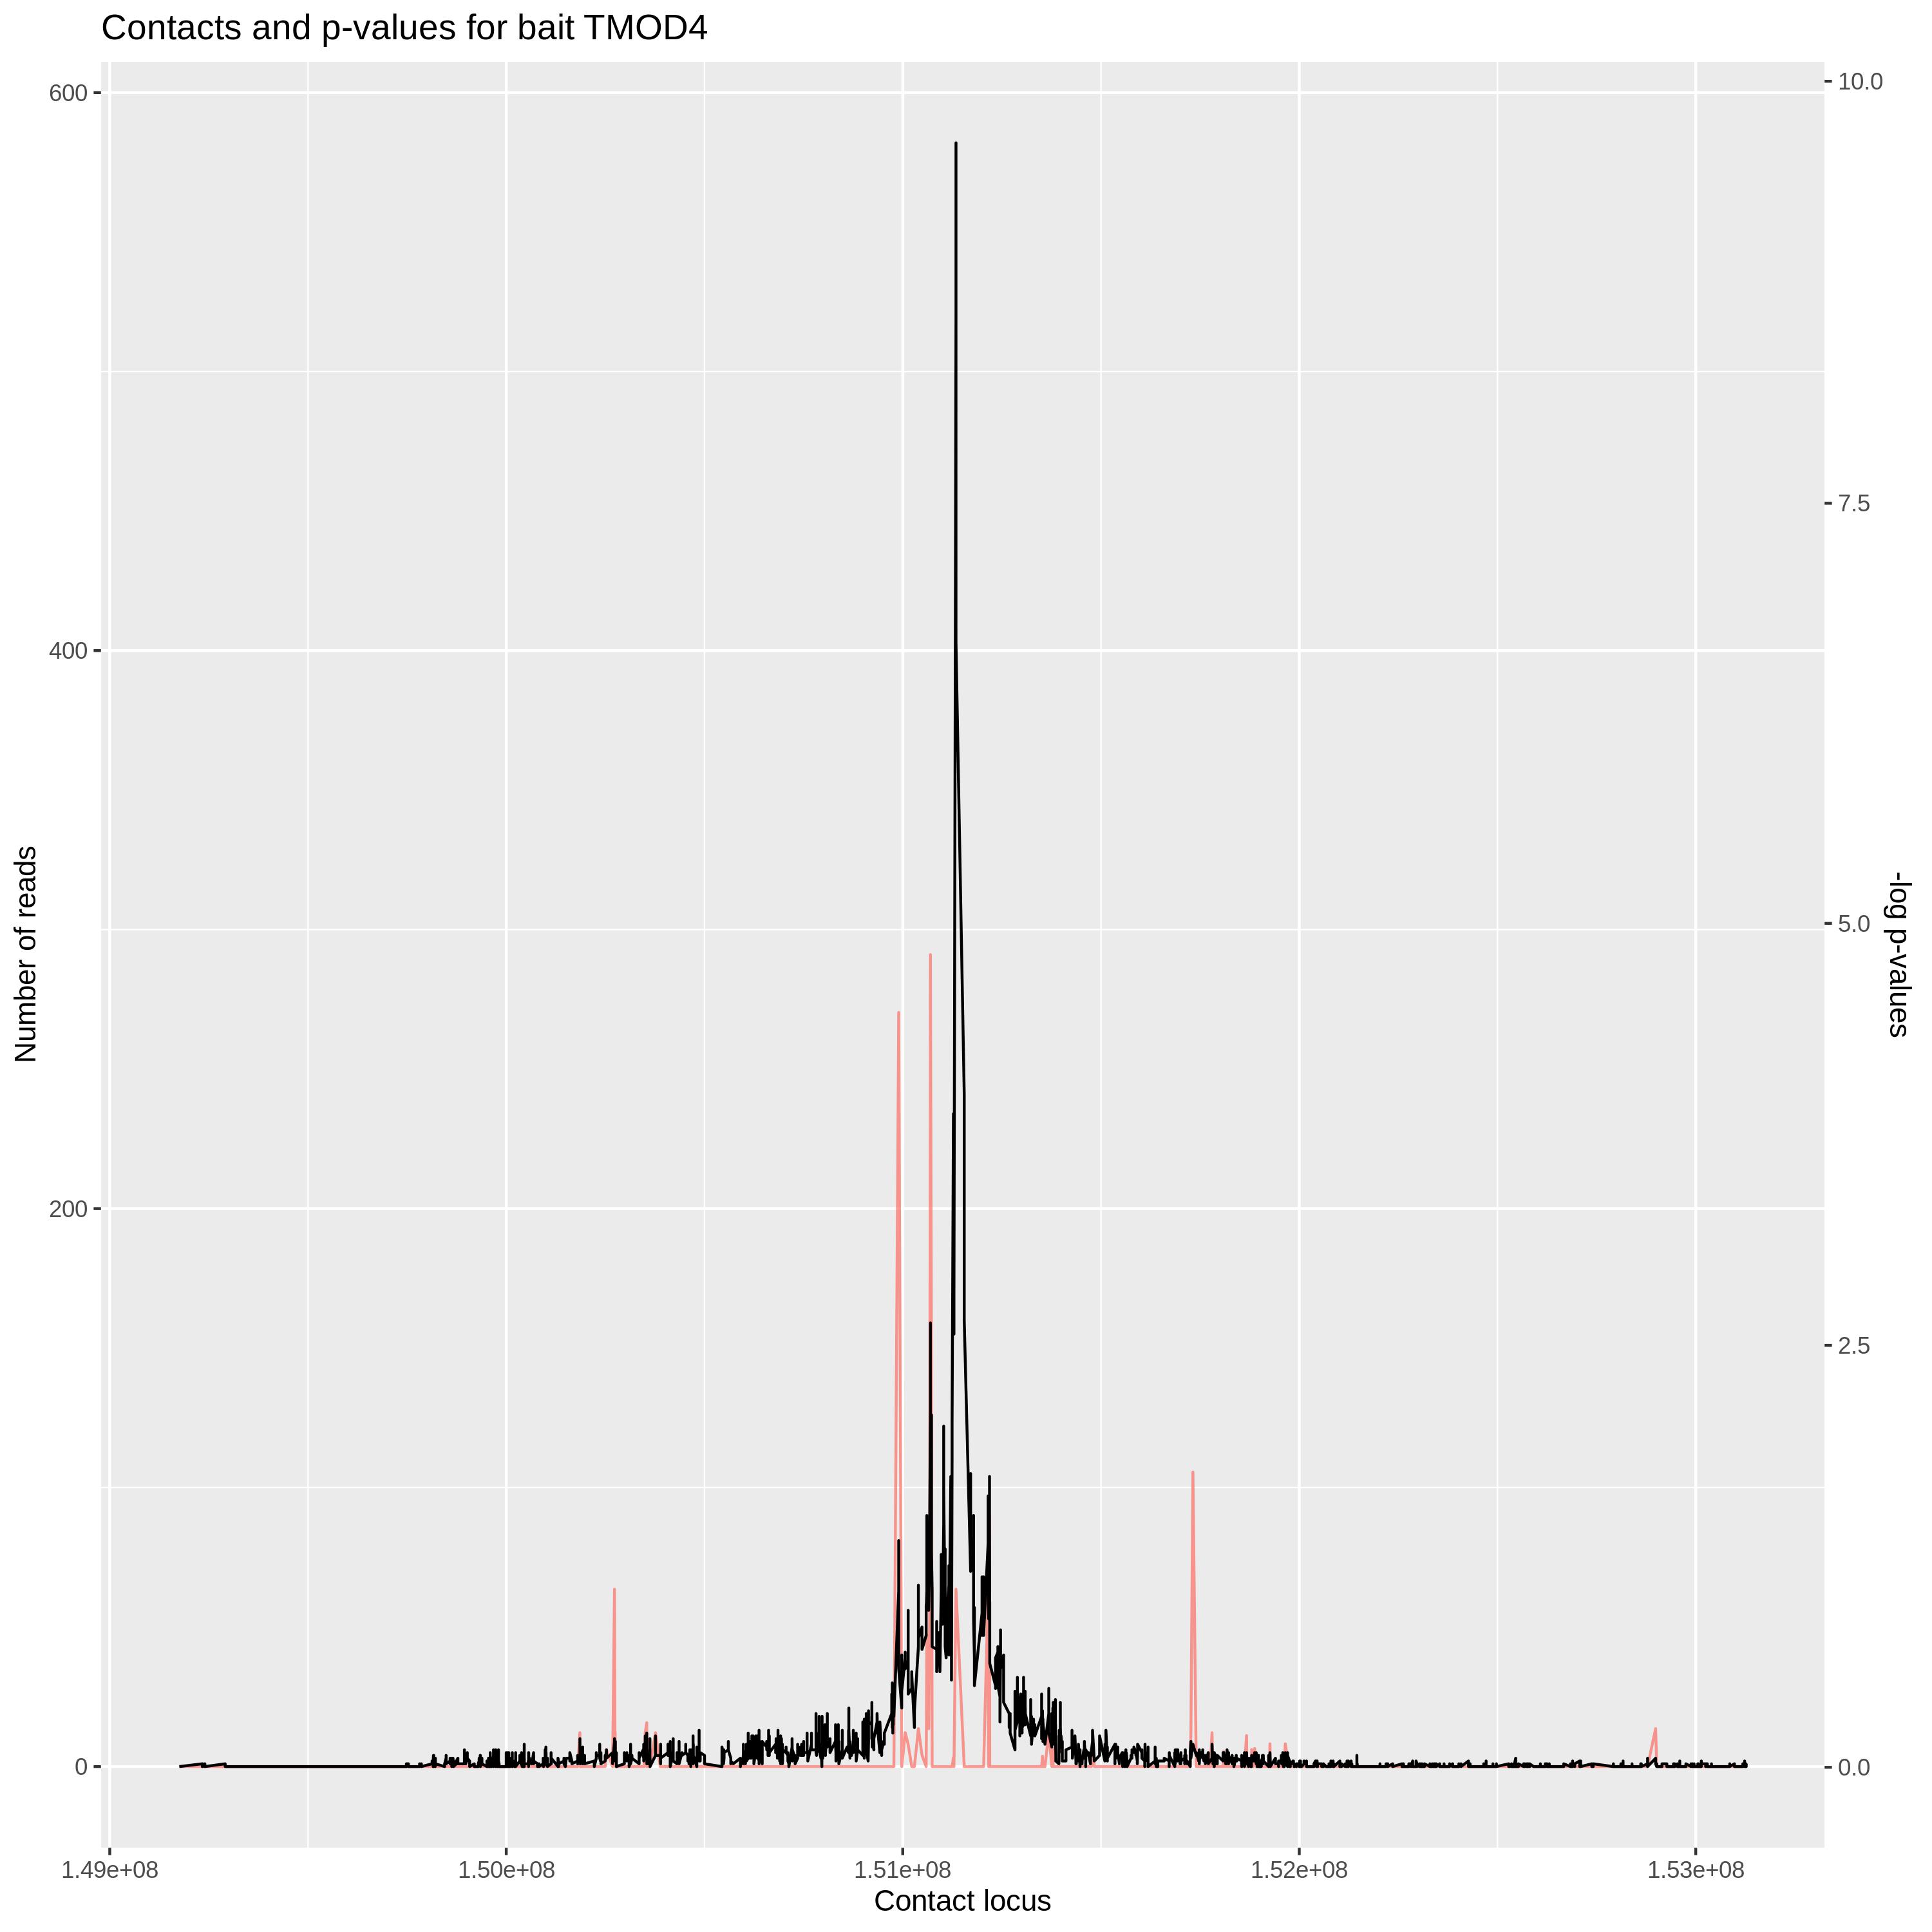 Contacts and p-values for bait TMOD4
600
400
200
0
Number of reads
10.0
7.5
5.0
2.5
0.0
-log p-values
1.49e+08 1.50e+08 1.51e+08 1.52e+08 1.53e+08
Contact locus